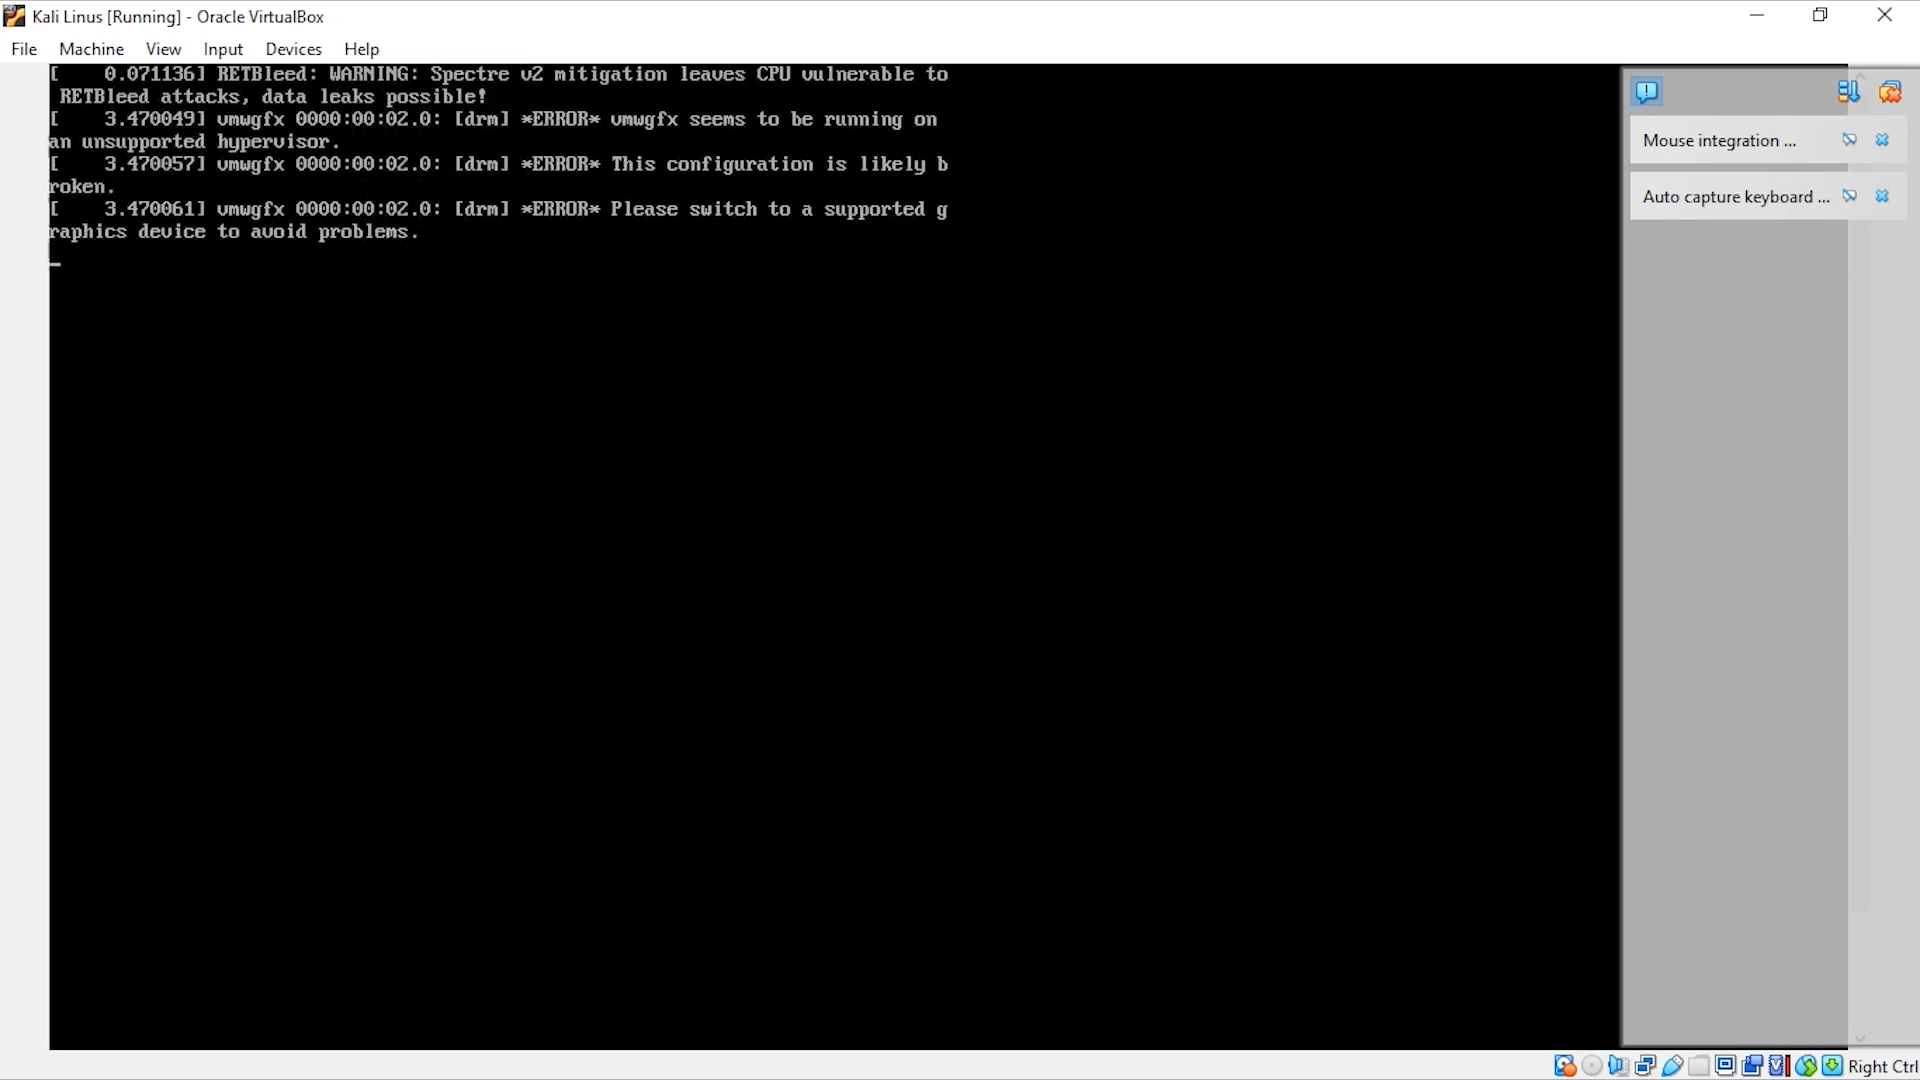 Kali Linus [Running] - Oracle VirtualBox
File Machine View Input Devices Help
[    0.071136] RETBleed: WARNING: Spectre v2 mitigation leaves CPU vulnerable to
RETBleed attacks, data leaks possible!
[    3.470049] vmwgfx 0000:00:02.0: [drm] *ERROR* vmwgfx seems to be running on
an unsupported hypervisor.
[    3.470057] vmwgfx 0000:00:02.0: [drm] *ERROR* This configuration is likely b
roken.
[    3.470061] vmwgfx 0000:00:02.0: [drm] *ERROR* Please switch to a supported g
raphics device to avoid problems.
Mouse integration ...
Auto capture keyboard ...
Right Ctrl